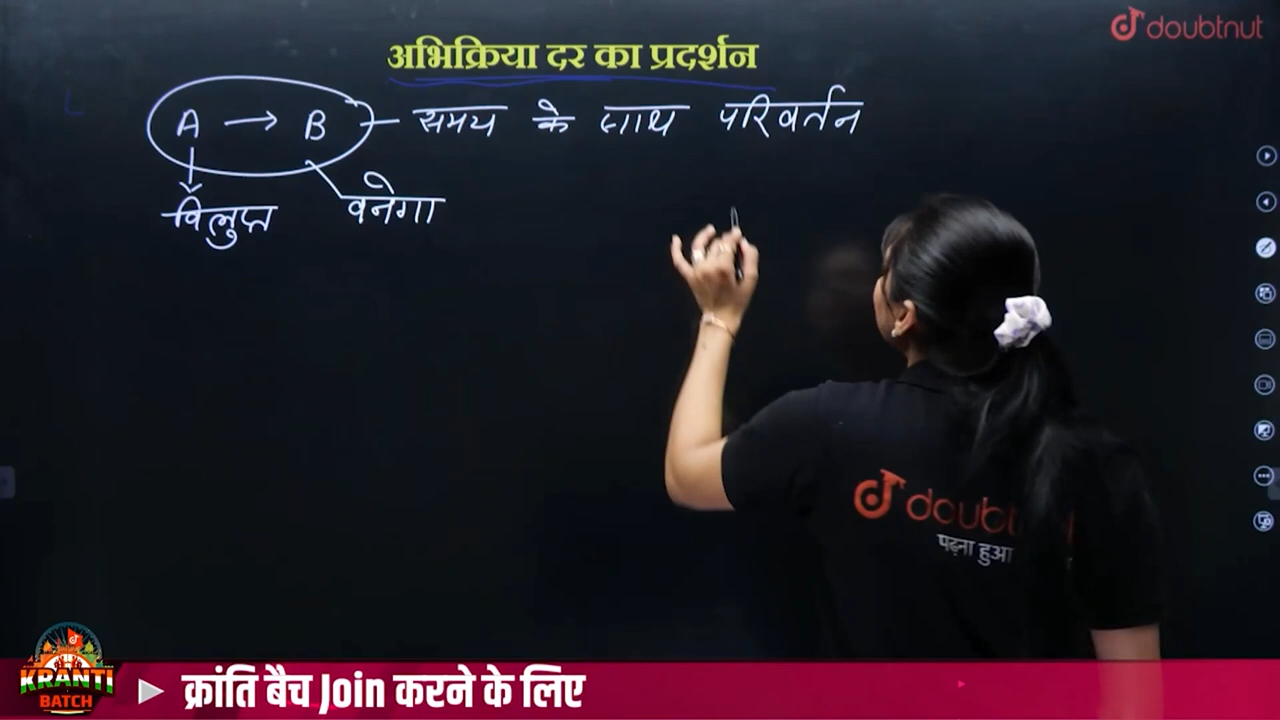 doubtnut
अभिक्रिया दर का प्रदर्शन
A → B — समय के साथ परिवर्तन
विलुप्त बनेगा
doubtnut
पढ़ना हुआ
KRANTI
BATCH
क्रांति बैच Join करने के लिए